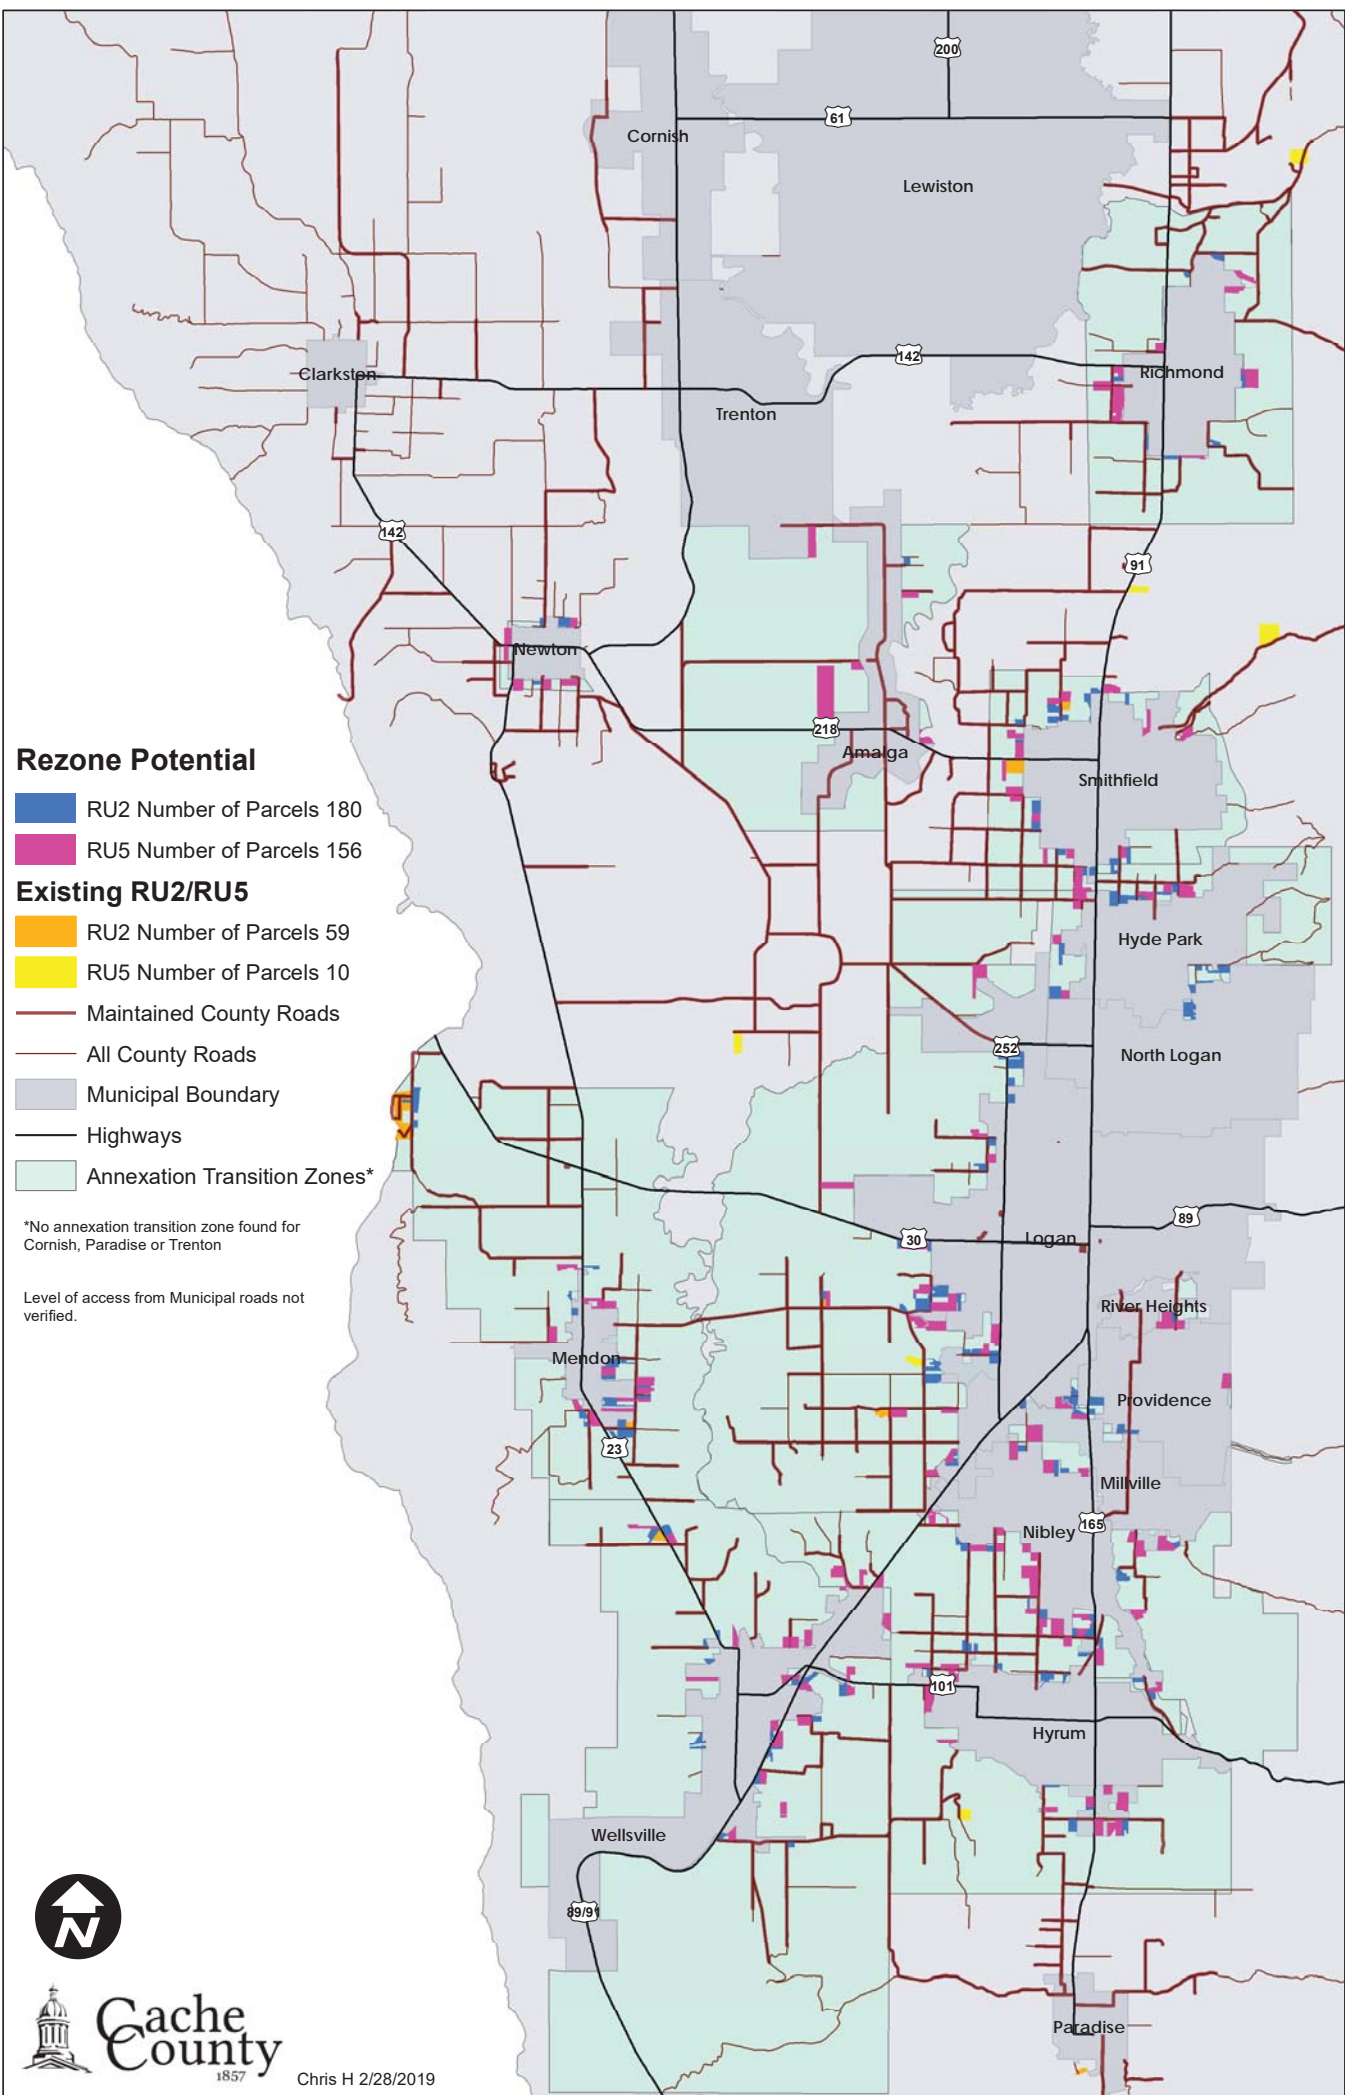 200
61
Cornish
Lewiston
142
Clarkston
Richmond
Trenton
142
91
Newton
218
Amalga
Smithfield
Rezone Potential
RU2 Number of Parcels 180
RU5 Number of Parcels 156
Existing RU2/RU5
RU2 Number of Parcels 59
RU5 Number of Parcels 10
Maintained County Roads
All County Roads
Municipal Boundary
Highways
Annexation Transition Zones*
*No annexation transition zone found for
Cornish, Paradise or Trenton
Level of access from Municipal roads not
verified.
Hyde Park
252
North Logan
89
30
Logan
River Heights
Mendon
Providence
23
Millville
165
Nibley
101
Hyrum
Wellsville
89/91
Paradise
N
Cache
County
1857
Chris H 2/28/2019